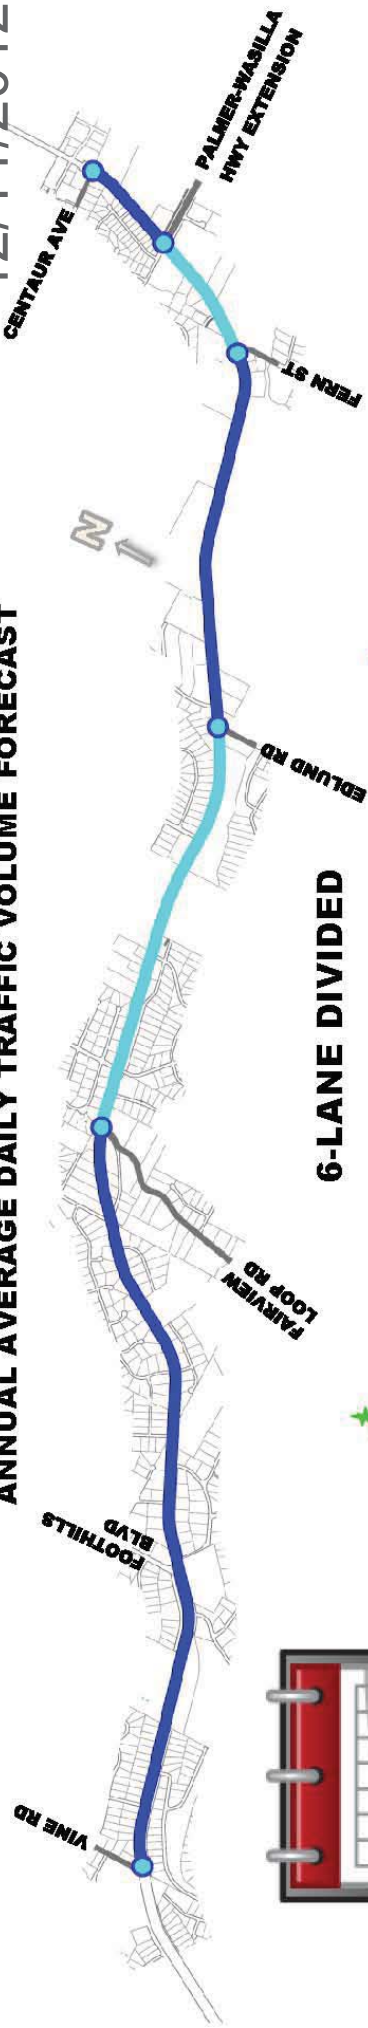 ANNUAL AVERAGE DAILY TRAFFIC VOLUME FORECAST
VINE RD
FOOTHILLS
BLVD
FAIRVIEW
LOOP RD
EDLUND RD
N
FERN ST
CENTAUR AVE
PALMER-WASILLA
HWY EXTENSION
6-LANE DIVIDED